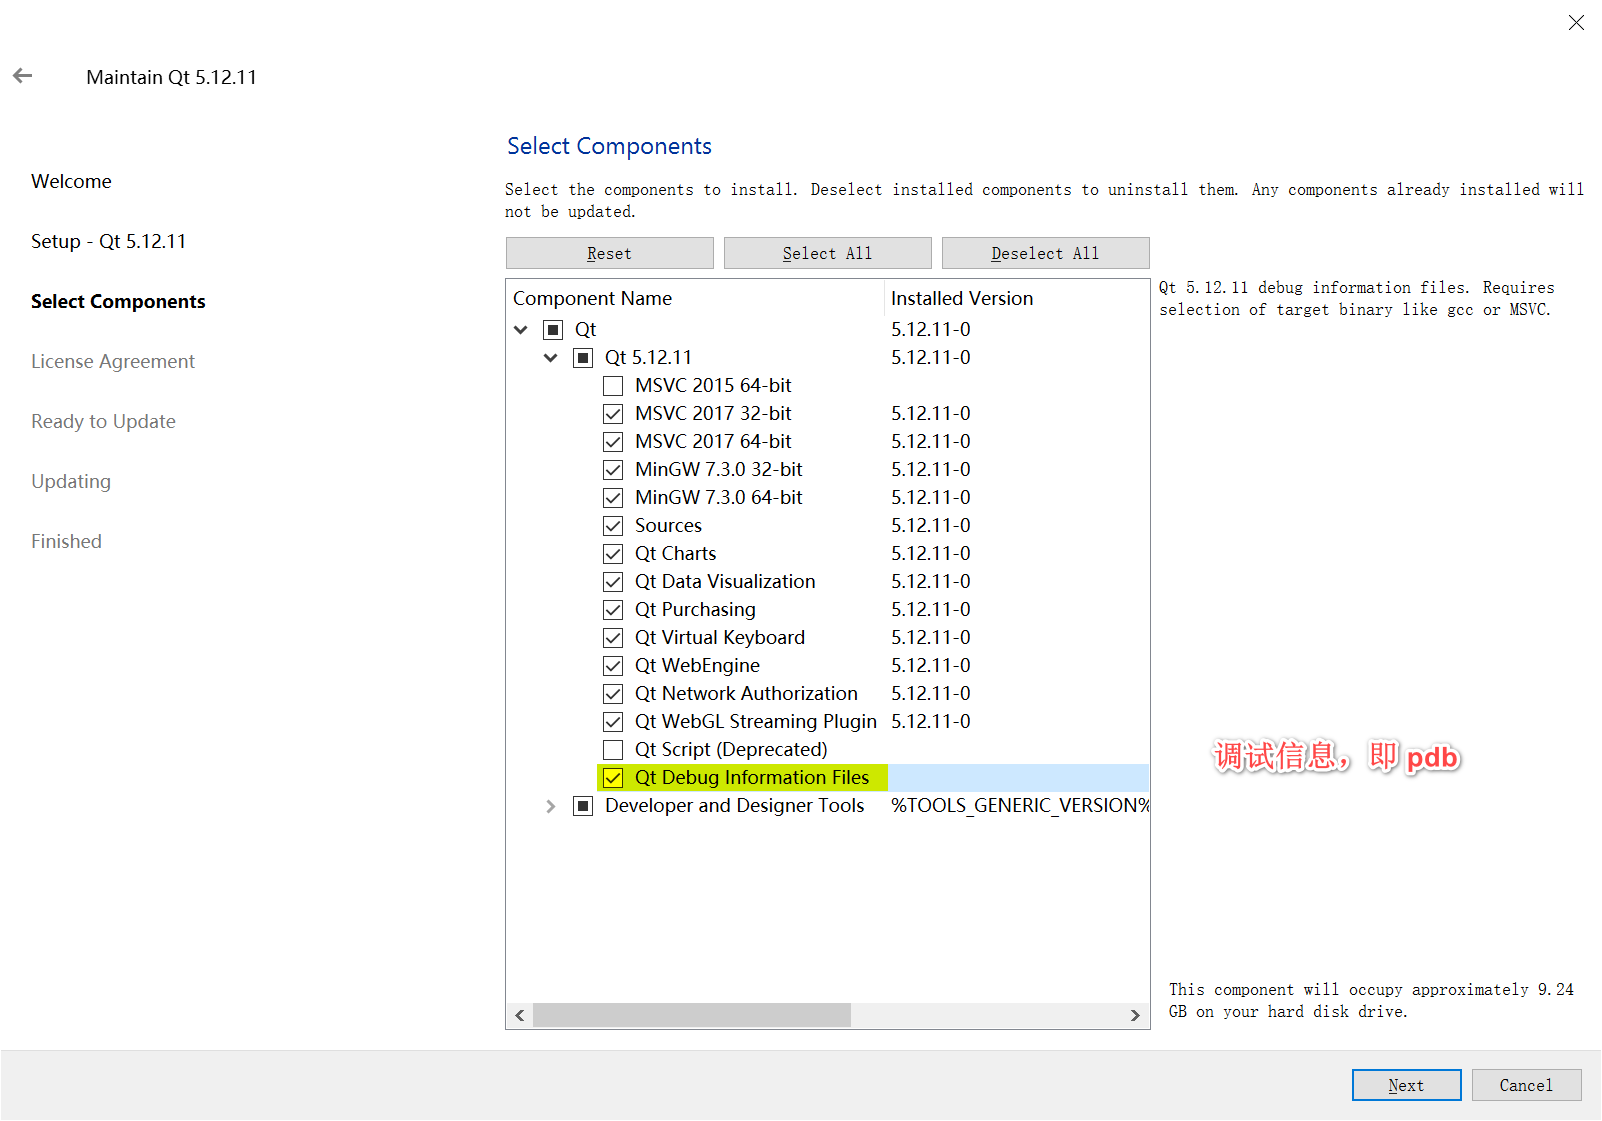 Maintain Qt 5.12.11
Welcome
Setup - Qt 5.12.11
Select Components
License Agreement
Ready to Update
Updating
Finished
Select Components
Select the components to install. Deselect installed components to uninstall them. Any components already installed will
not be updated.
Reset
Select All
Deselect All
Component Name Installed Version
Qt 5.12.11-0
Qt 5.12.11 5.12.11-0
MSVC 2015 64-bit
MSVC 2017 32-bit 5.12.11-0
MSVC 2017 64-bit 5.12.11-0
MinGW 7.3.0 32-bit 5.12.11-0
MinGW 7.3.0 64-bit 5.12.11-0
Sources 5.12.11-0
Qt Charts 5.12.11-0
Qt Data Visualization 5.12.11-0
Qt Purchasing 5.12.11-0
Qt Virtual Keyboard 5.12.11-0
Qt WebEngine 5.12.11-0
Qt Network Authorization 5.12.11-0
Qt WebGL Streaming Plugin 5.12.11-0
Qt Script (Deprecated)
Qt Debug Information Files
Developer and Designer Tools %TOOLS_GENERIC_VERSION%
Qt 5.12.11 debug information files. Requires
selection of target binary like gcc or MSVC.
调试信息，即 pdb
This component will occupy approximately 9.24
GB on your hard disk drive.
Next
Cancel